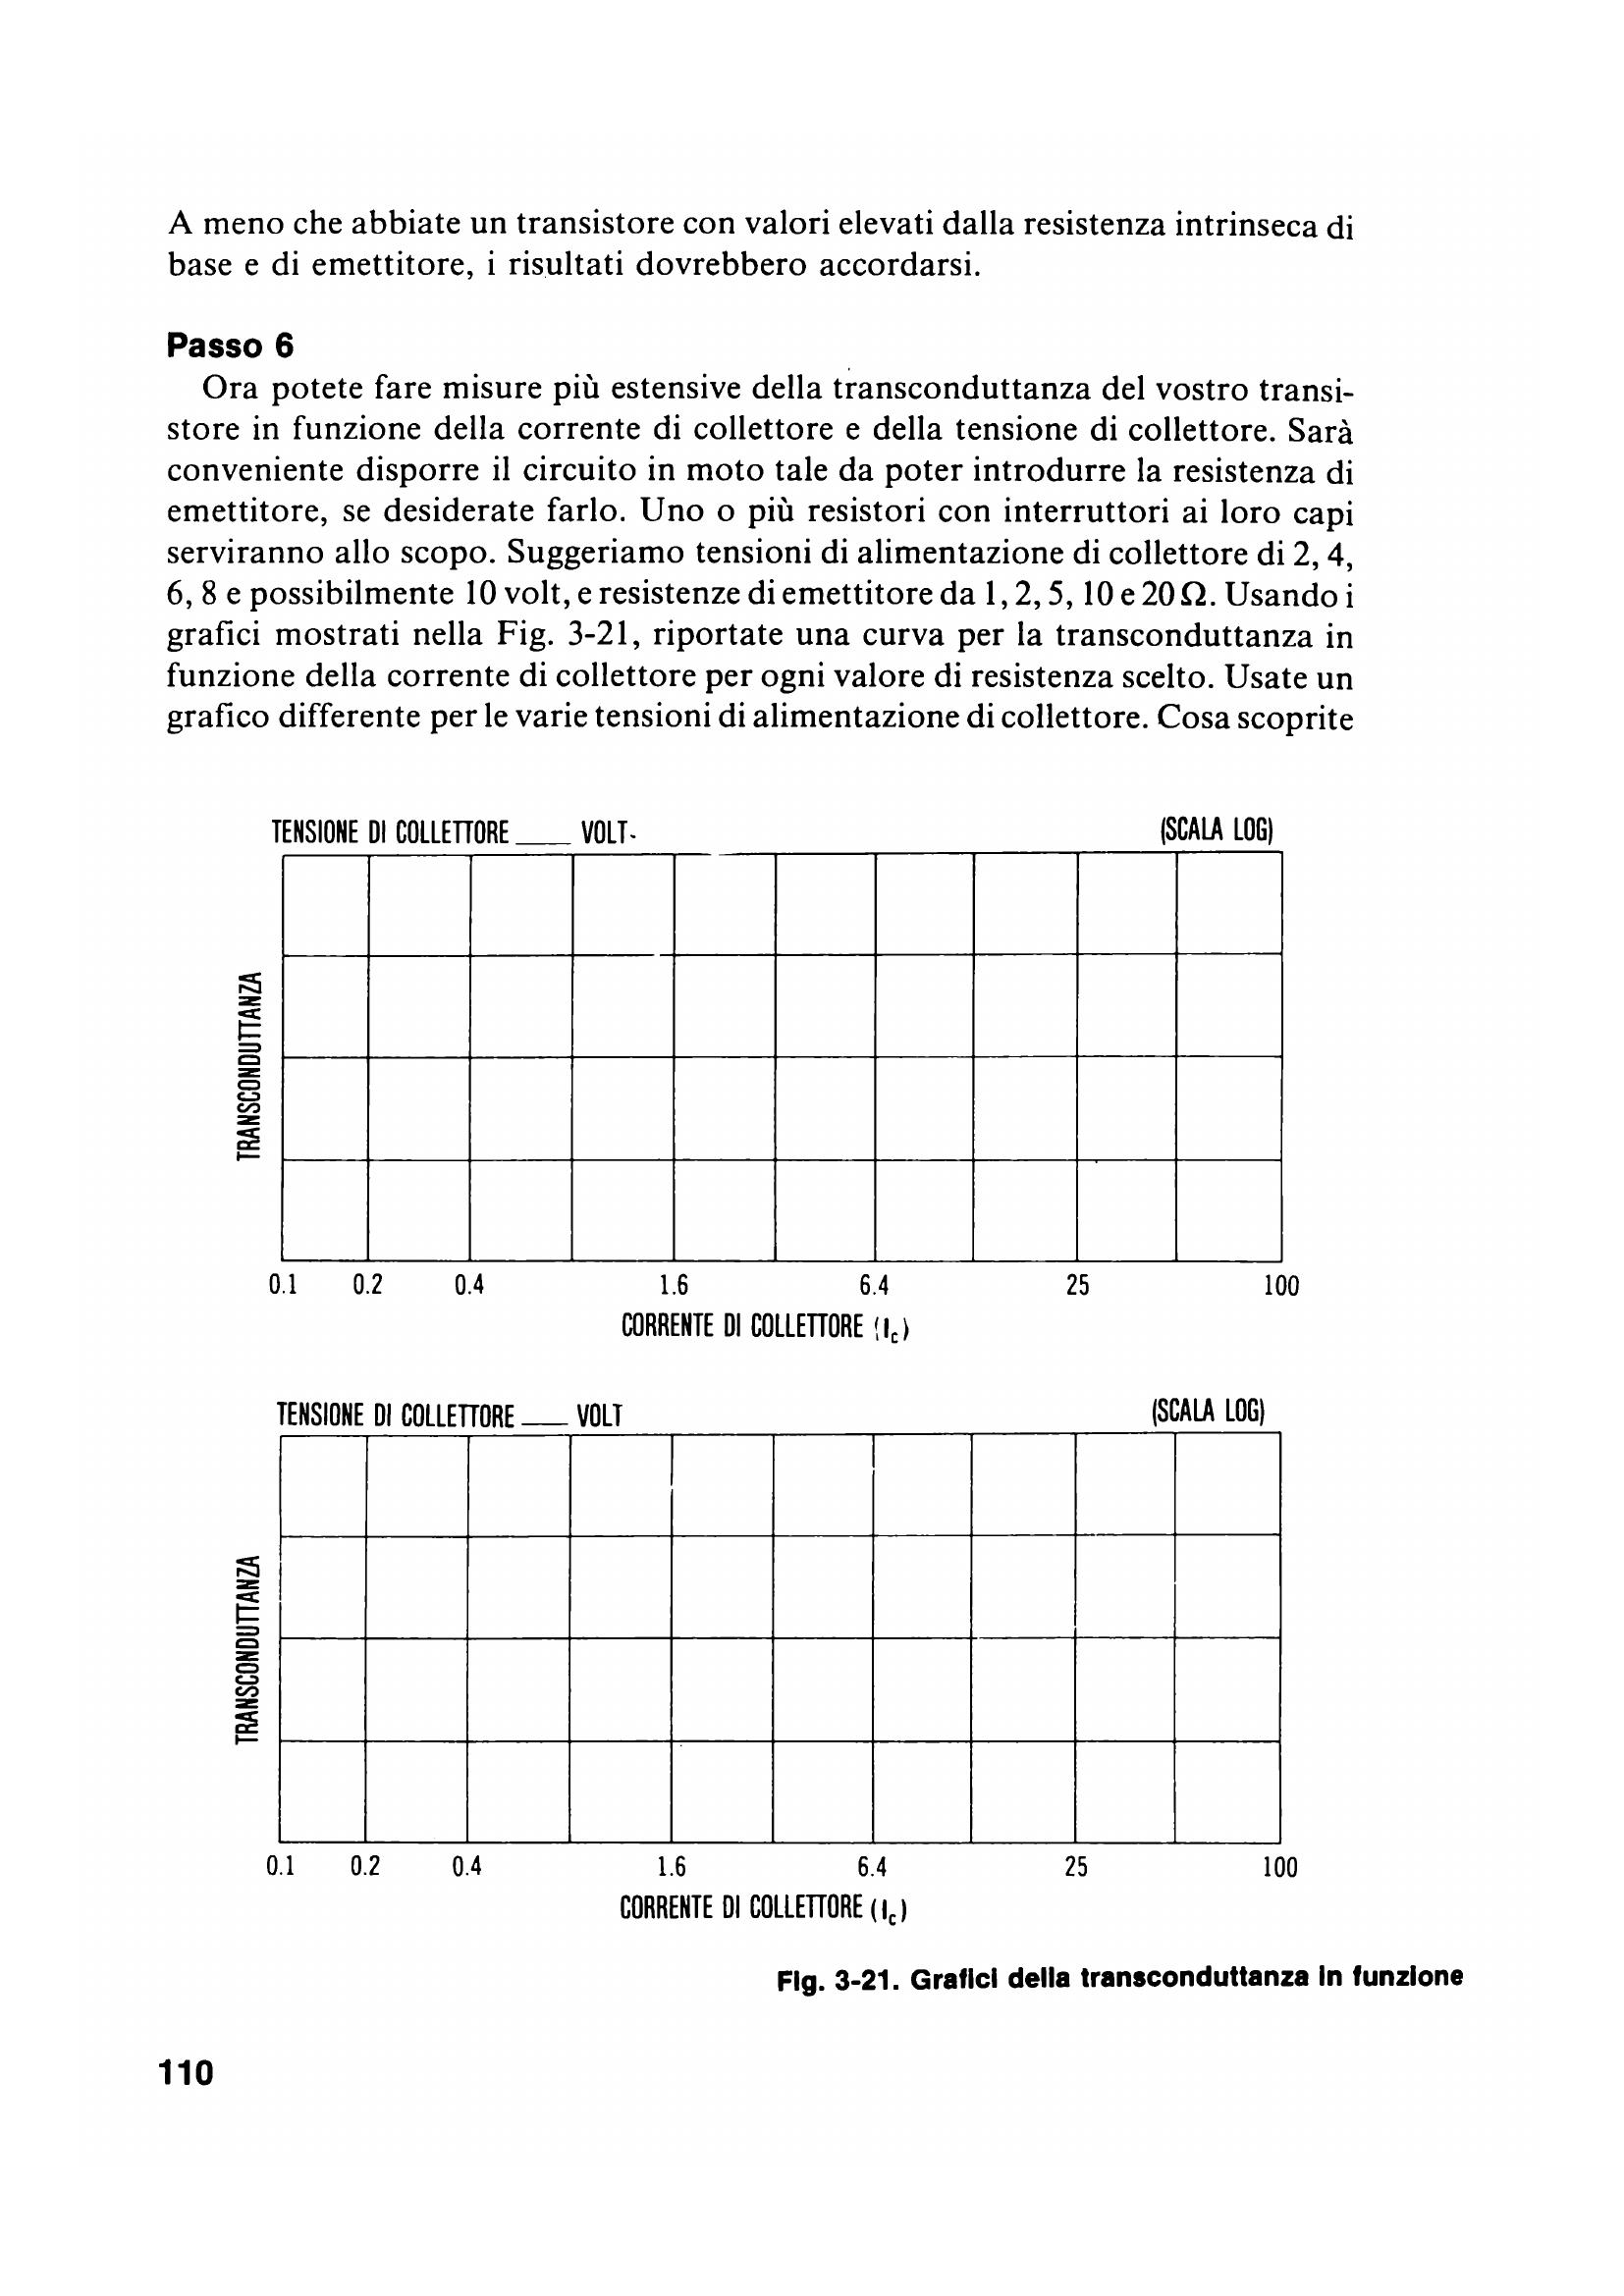 A meno che abbiate un transistore con valori elevati dalla resistenza intrinseca di
base e di emettitore, i risultati dovrebbero accordarsi.
Passo 6
Ora potete fare misure più estensive della transconduttanza del vostro transi-
store in funzione della corrente di collettore e della tensione di collettore. Sarà
conveniente disporre il circuito in moto tale da poter introdurre la resistenza di
emettitore, se desiderate farlo. Uno o più resistori con interruttori ai loro capi
serviranno allo scopo. Suggeriamo tensioni di alimentazione di collettore di 2, 4,
6, 8 e possibilmente 10 volt, e resistenze di emettitore da 1, 2, 5, 10 e 20 Ω. Usando i
grafici mostrati nella Fig. 3-21, riportate una curva per la transconduttanza in
funzione della corrente di collettore per ogni valore di resistenza scelto. Usate un
grafico differente per le varie tensioni di alimentazione di collettore. Cosa scoprite
TENSIONE DI COLLETTORE ____ VOLT (SCALA LOG)
TRANSCONDUTTANZA
0.1 0.2 0.4 1.6 6.4 25 100
CORRENTE DI COLLETTORE (Ic)
TENSIONE DI COLLETTORE ____ VOLT (SCALA LOG)
TRANSCONDUTTANZA
0.1 0.2 0.4 1.6 6.4 25 100
CORRENTE DI COLLETTORE (Ic)
Fig. 3-21. Grafici della transconduttanza in funzione
110